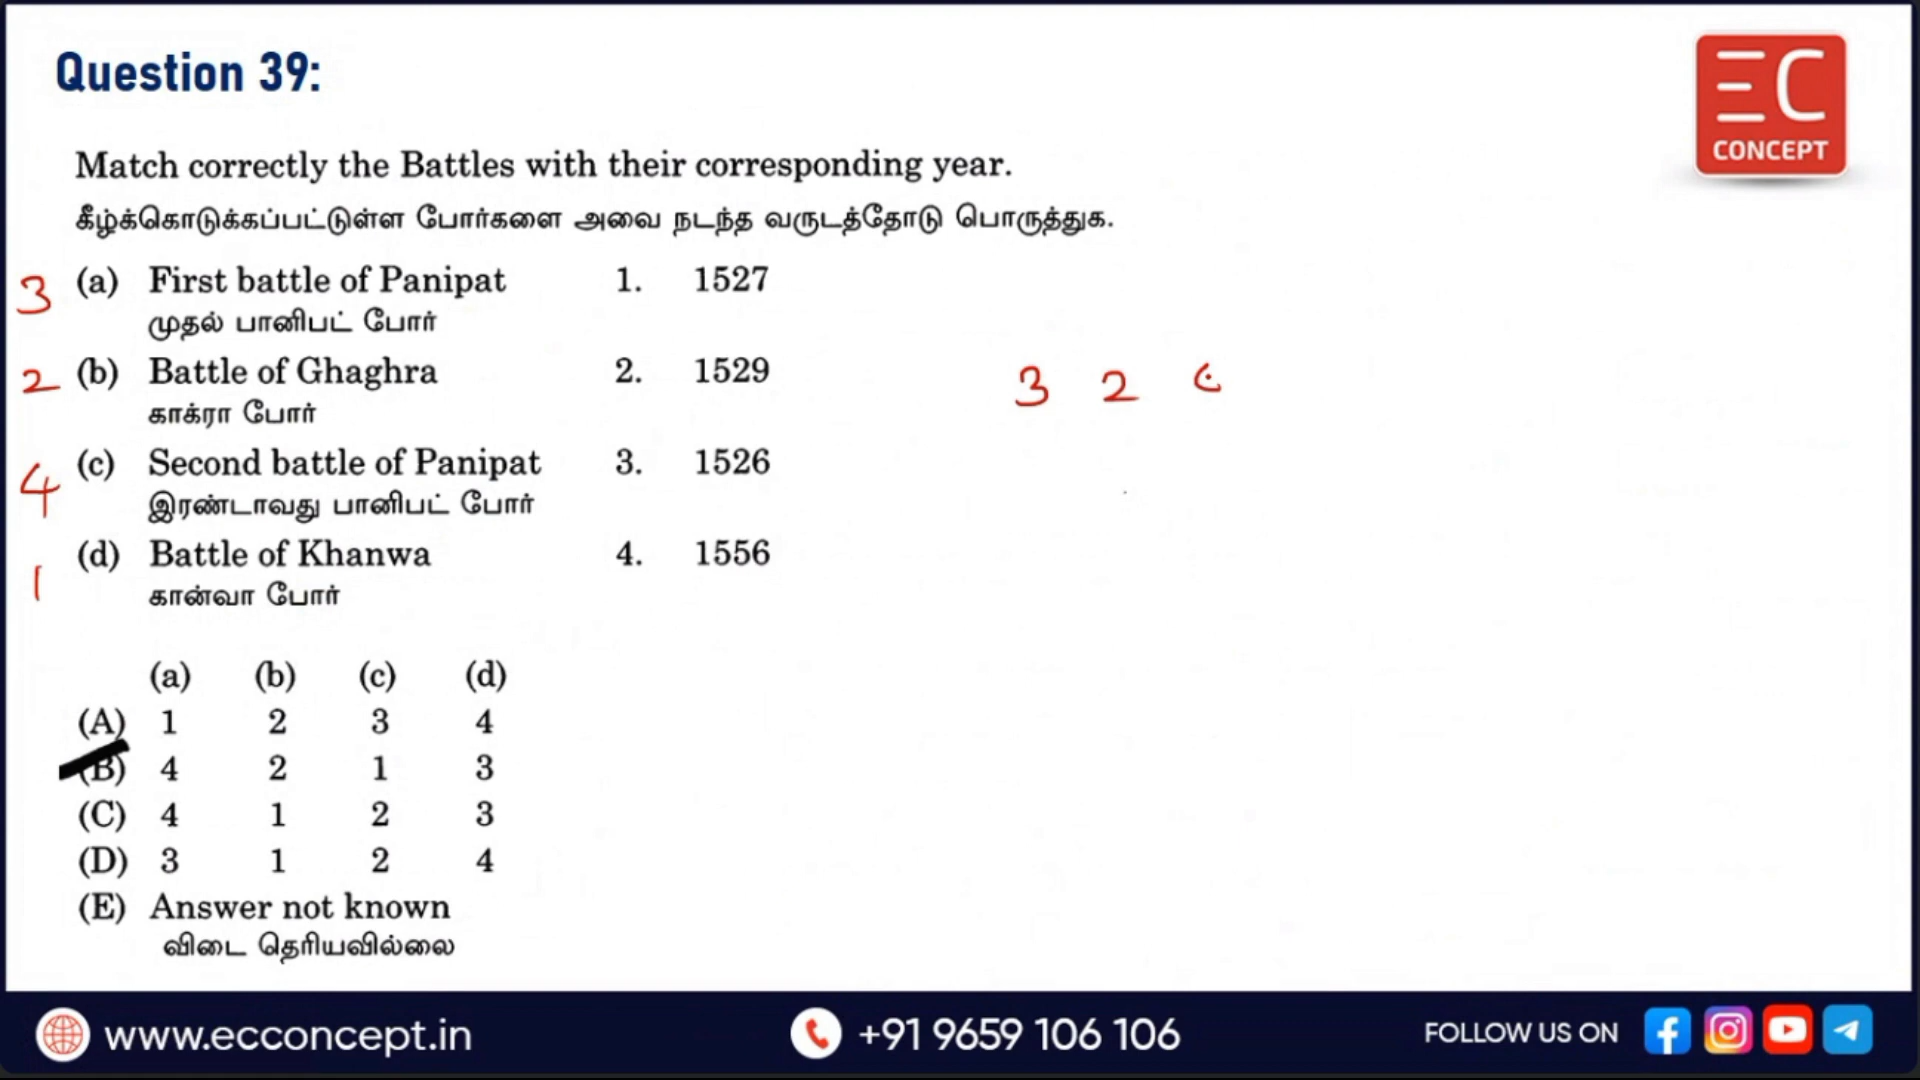 Question 39:
EC
CONCEPT
Match correctly the Battles with their corresponding year.
கீழ்க்கொடுக்கப்பட்டுள்ள போர்களை அவை நடந்த வருடத்தோடு பொருத்துக.
3 (a) First battle of Panipat 1. 1527
முதல் பானிபட் போர்
2 (b) Battle of Ghaghra 2. 1529
காக்ரா போர்
3 2
4 (c) Second battle of Panipat 3. 1526
இரண்டாவது பானிபட் போர்
1 (d) Battle of Khanwa 4. 1556
கான்வா போர்
(a) (b) (c) (d)
(A) 1 2 3 4
(B) 4 2 1 3
(C) 4 1 2 3
(D) 3 1 2 4
(E) Answer not known
விடை தெரியவில்லை
www.ecconcept.in
+91 9659 106 106
FOLLOW US ON